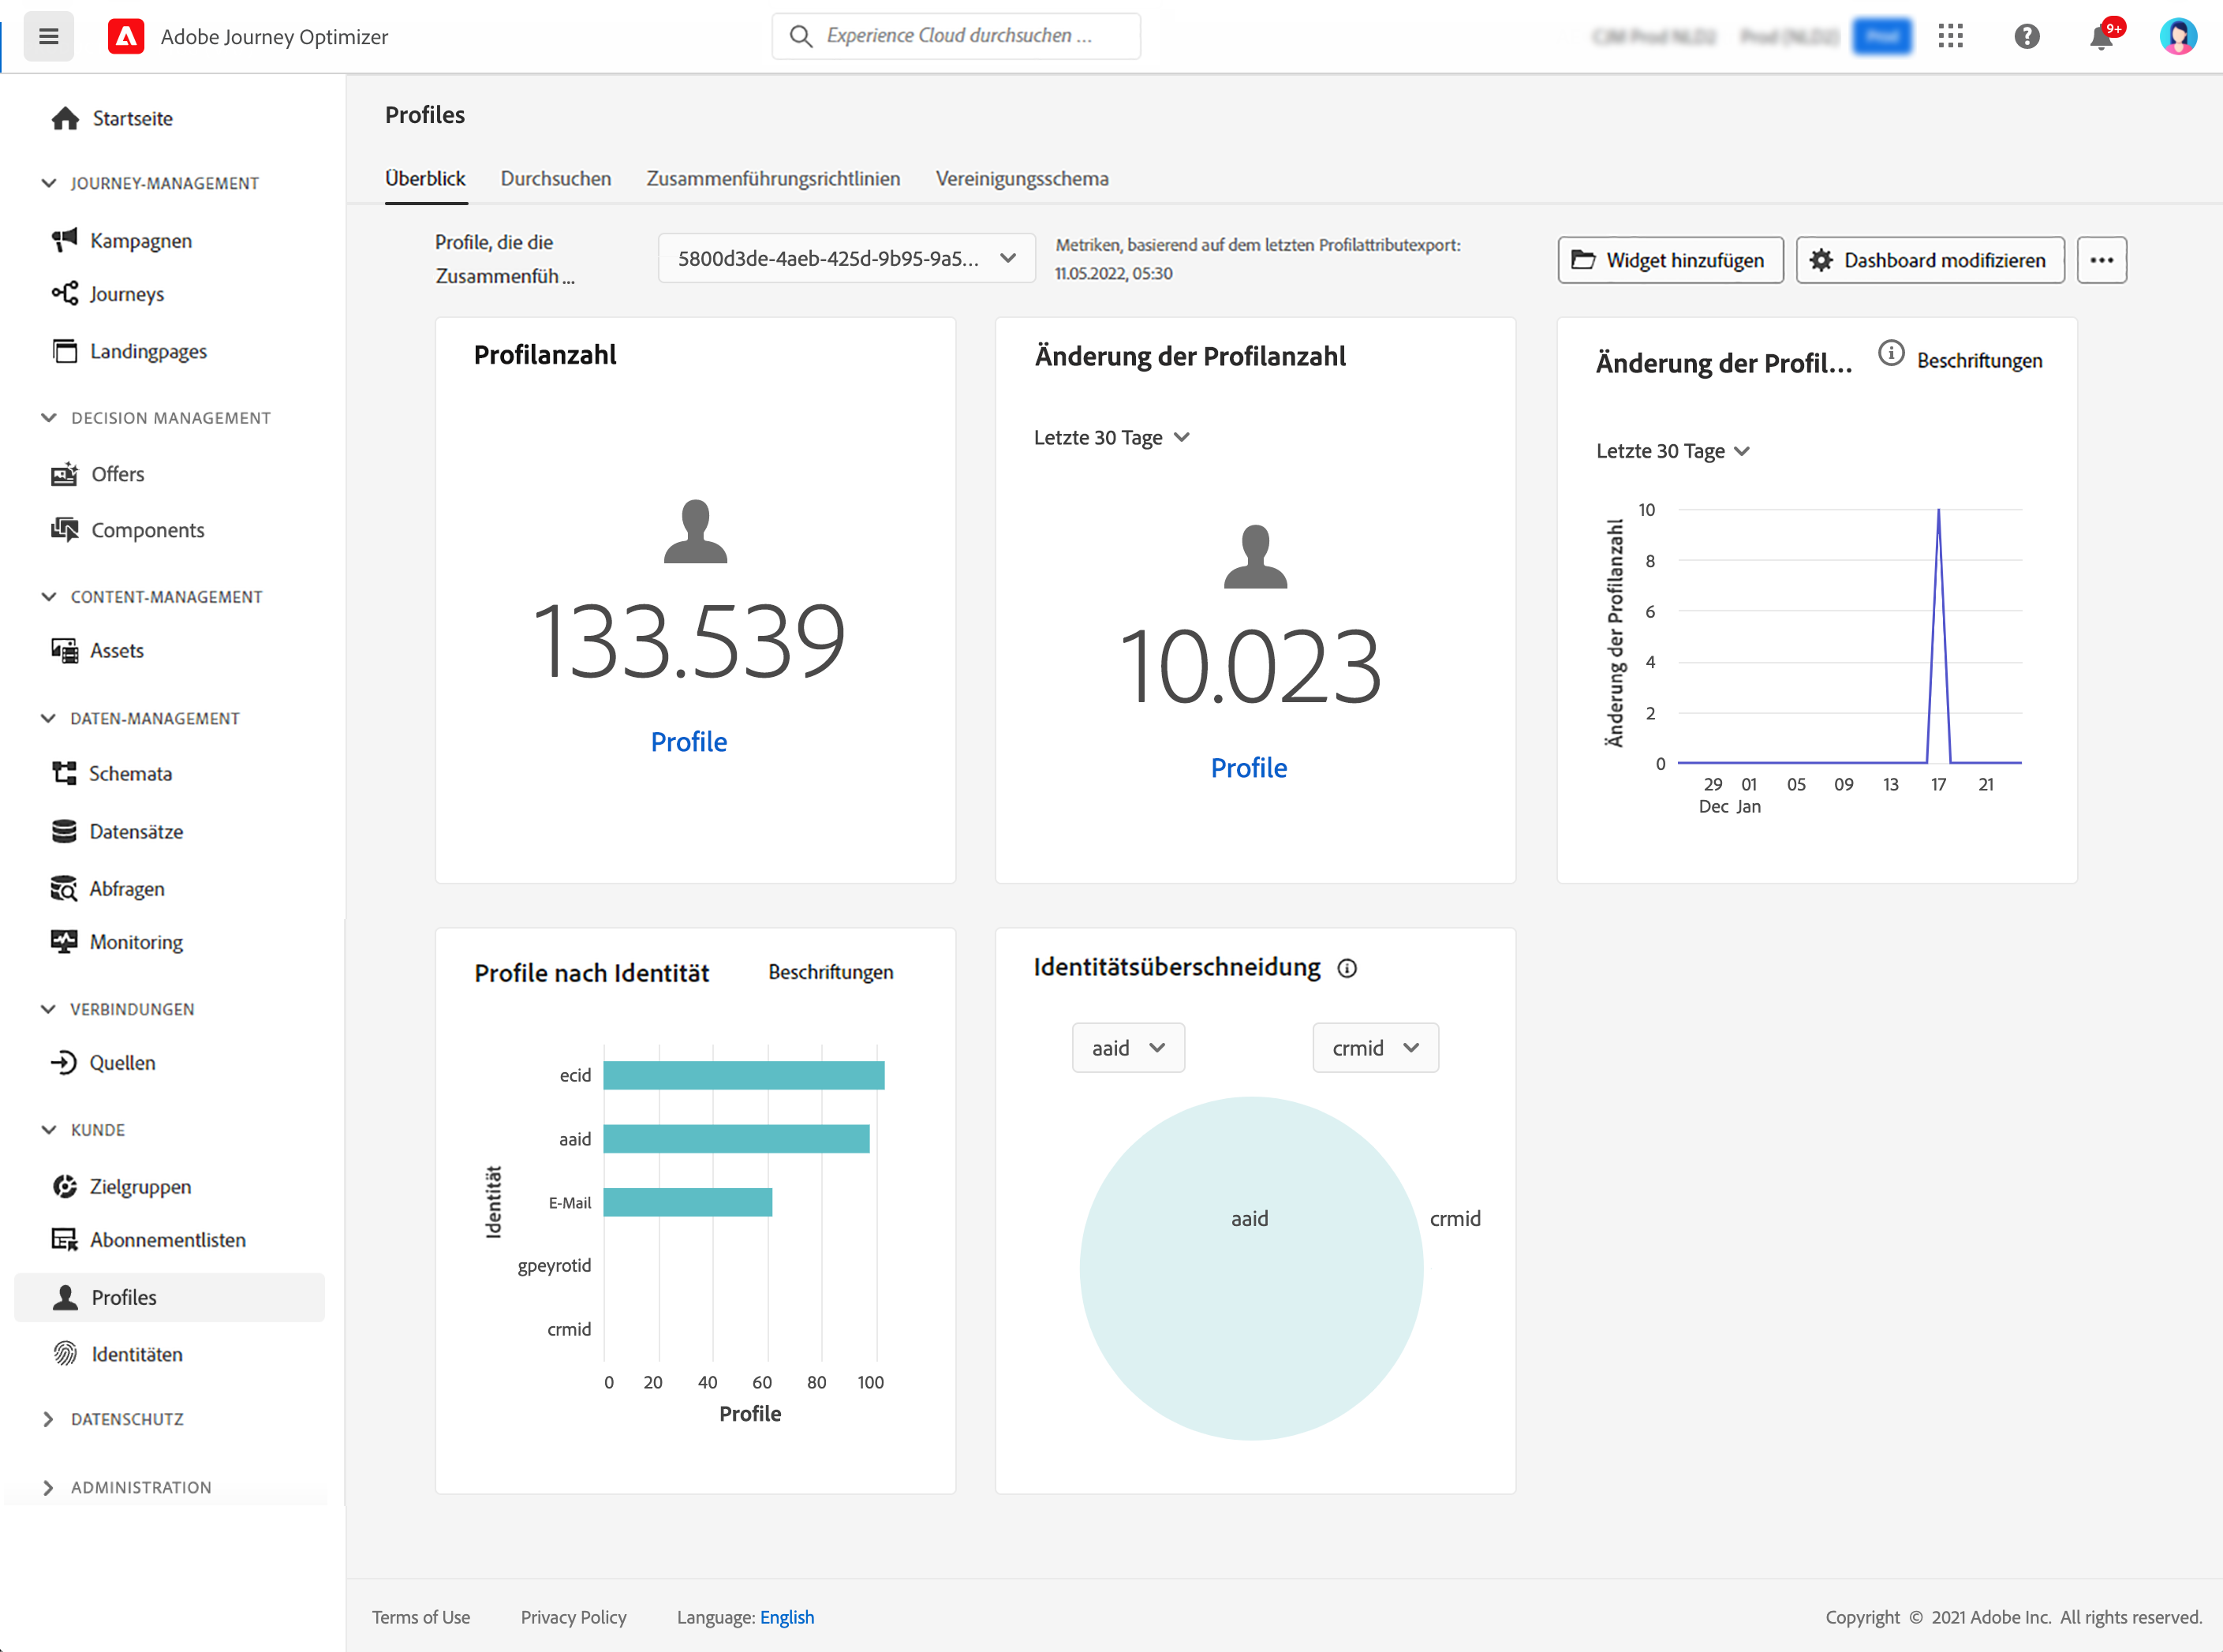 Adobe Journey Optimizer
Experience Cloud durchsuchen ...
9+
Startseite
JOURNEY-MANAGEMENT
Kampagnen
Journeys
Landingpages
DECISION MANAGEMENT
Offers
Components
CONTENT-MANAGEMENT
Assets
DATEN-MANAGEMENT
Schemata
Datensätze
Abfragen
Monitoring
VERBINDUNGEN
Quellen
KUNDE
Zielgruppen
Abonnementlisten
Profiles
Identitäten
DATENSCHUTZ
ADMINISTRATION
Profiles
Überblick Durchsuchen Zusammenführungsrichtlinien Vereinigungsschema
Profile, die die
Zusammenfüh ...
5800d3de-4aeb-425d-9b95-9a5...
Metriken, basierend auf dem letzten Profilattributexport:
11.05.2022, 05:30
Widget hinzufügen
Dashboard modifizieren
Profilanzahl
133.539
Profile
Änderung der Profilanzahl
Letzte 30 Tage
10.023
Profile
Änderung der Profil...
Beschriftungen
Letzte 30 Tage
Änderung der Profilanzahl
10
8
6
4
2
0
29 01 05 09 13 17 21
Dec Jan
Profile nach Identität
Beschriftungen
Identität
ecid
aaid
E-Mail
gpeyrotid
crmid
0 20 40 60 80 100
Profile
Identitätsüberschneidung
aaid
crmid
aaid
crmid
Terms of Use Privacy Policy Language: English
Copyright © 2021 Adobe Inc. All rights reserved.